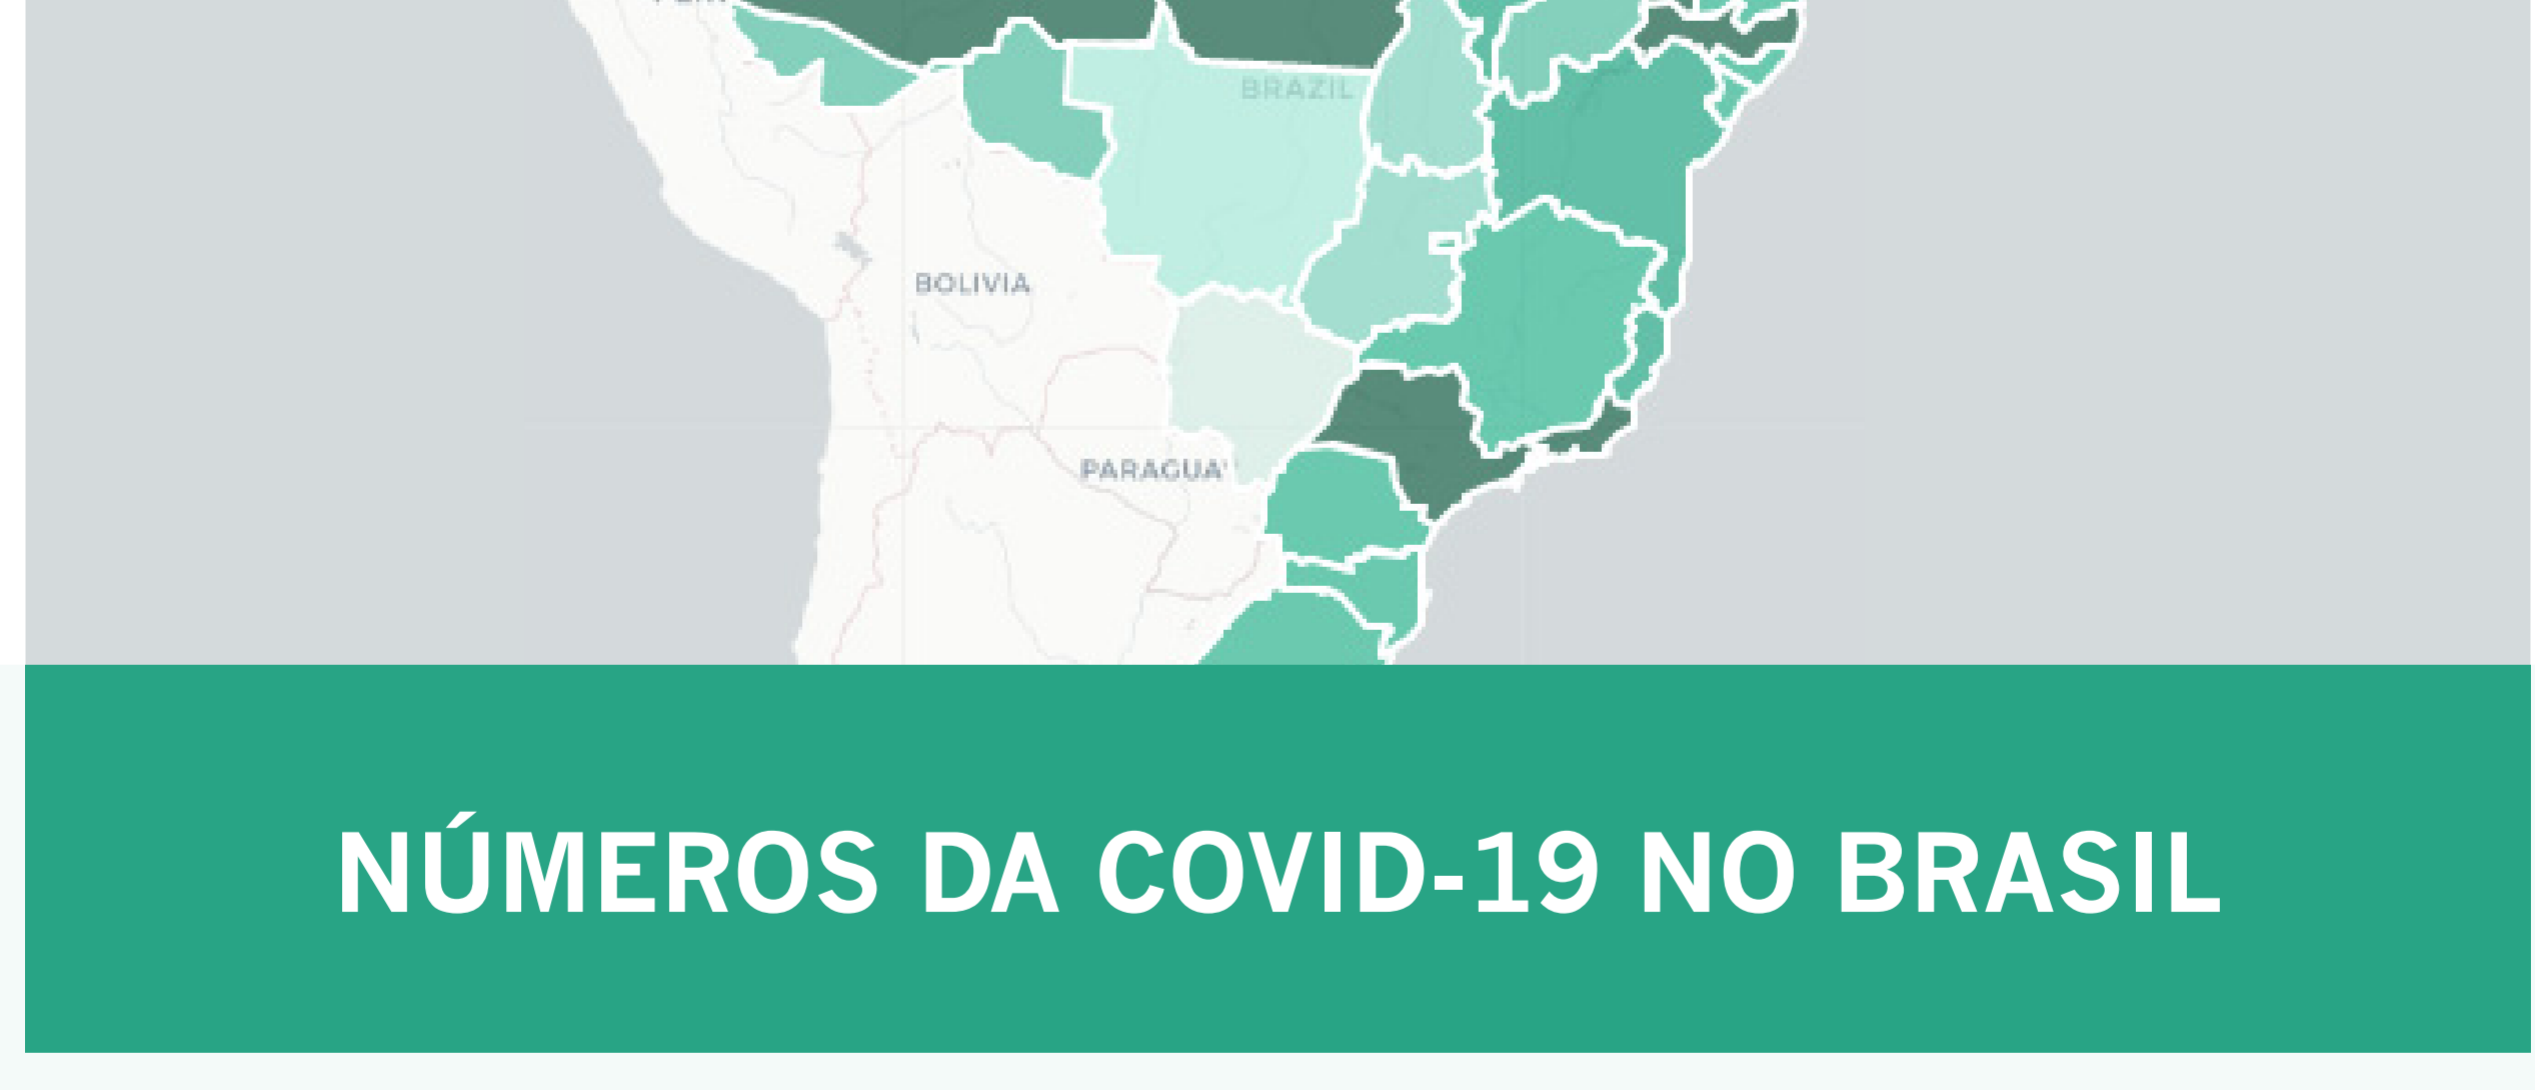 BRAZIL
BOLIVIA
PARAGUA
NÚMEROS DA COVID-19 NO BRASIL